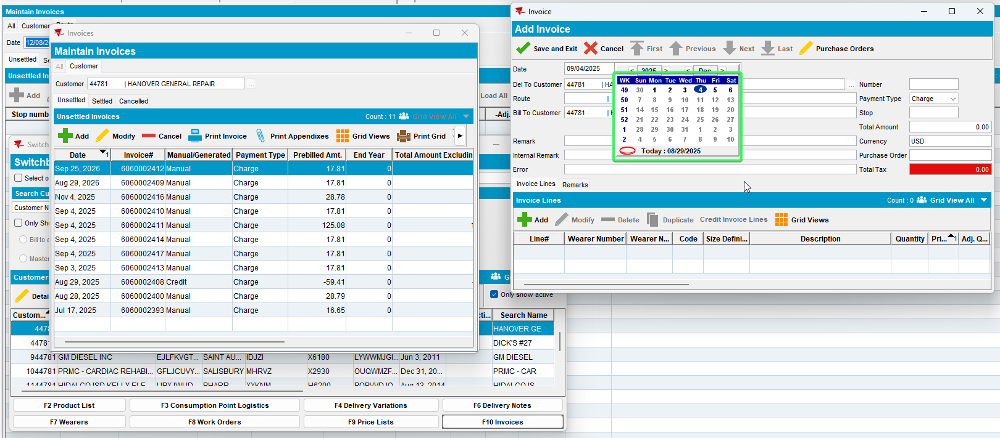 Maintain Invoices
All Customer
Date 12/08/2
Unsettled Se
Unsettled In
Add
Load All
Stop numb
-Adj.
Invoices
Maintain Invoices
All Customer
Customer 44781 | HANOVER GENERAL REPAIR ...
Unsettled Settled Cancelled
Unsettled Invoices Count : 11 Grid View All
Add Modify Cancel Print Invoice Print Appendixes Grid Views Print Grid
Date 1 Invoice# Manual/Generated Payment Type Prebilled Amt. End Year Total Amount Excludin
Sep 25, 2026 6060002412 Manual Charge 17.81 0
Aug 29, 2026 6060002409 Manual Charge 17.81 0
Nov 4, 2025 6060002416 Manual Charge 28.78 0
Sep 4, 2025 6060002410 Manual Charge 17.81 0
Sep 4, 2025 6060002411 Manual Charge 125.08 0
Sep 4, 2025 6060002414 Manual Charge 17.81 0
Sep 4, 2025 6060002417 Manual Charge 17.81 0
Sep 3, 2025 6060002413 Manual Charge 17.81 0
Aug 29, 2025 6060002408 Credit Charge -59.41 0
Aug 28, 2025 6060002400 Manual Charge 28.79 0
Jul 17, 2025 6060002393 Manual Charge 16.65 0
Switchb
Switchb
Select o
Search Cu
Customer N
Only Sh
Bill to a
Master
Customers G
Detai Only show active
Custom... cti... Search Name
4478 HANOVER GE
4478 DICK'S #27
944781 GM DIESEL INC EJLFKVGT... SAINT AU... IDJZI X6180 LYWWMJGI... Jun 3, 2011 GM DIESEL
1044781 PRMC - CARDIAC REHABI... GFLJCUVY... SALISBURY MHRVZ X2930 OUQWMZF... Dec 31, 20... PRMC - CAR
F2 Product List F3 Consumption Point Logistics F4 Delivery Variations F6 Delivery Notes
F7 Wearers F8 Work Orders F9 Price Lists F10 Invoices
Invoice
Add Invoice
Save and Exit Cancel First Previous Next Last Purchase Orders
Date 09/04/2025
Del To Customer 44781 | HA ... Number
Route | Payment Type Charge
Bill To Customer 44781 | H Stop
Total Amount 0.00
Remark Currency USD
Internal Remark Purchase Order
Error Total Tax 0.00
< 2025 > < Dec >
WK Sun Mon Tue Wed Thu Fri Sat
49 30 1 2 3 4 5 6
50 7 8 9 10 11 12 13
51 14 15 16 17 18 19 20
52 21 22 23 24 25 26 27
1 28 29 30 31 1 2 3
2 4 5 6 7 8 9 10
Today : 08/29/2025
Invoice Lines Remarks
Invoice Lines Count : 0 Grid View All
Add Modify Delete Duplicate Credit Invoice Lines Grid Views
Line# Wearer Number Wearer N... Code Size Defini... Description Quantity Pri... 1 Adj. Q...